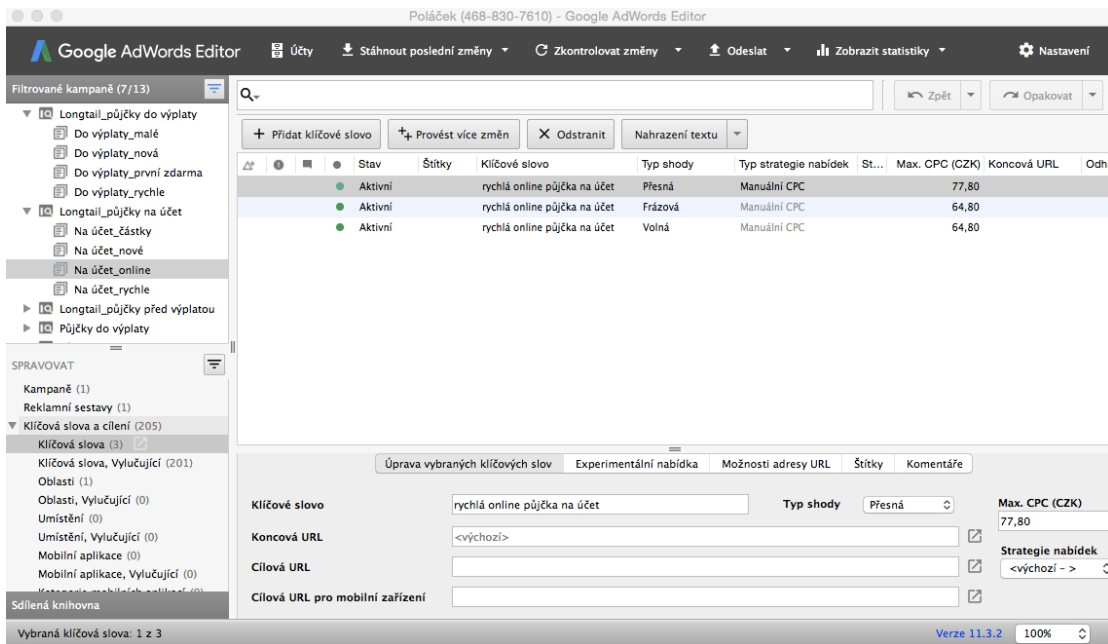 Poláček (468-830-7610) - Google AdWords Editor
Google AdWords Editor
Účty
Stáhnout poslední změny
Zkontrolovat změny
Odeslat
Zobrazit statistiky
Nastavení
Filtrované kampaně (7/13)
Longtail_půjčky do výplaty
Do výplaty_malé
Do výplaty_nová
Do výplaty_první zdarma
Do výplaty_rychle
Longtail_půjčky na účet
Na účet_částky
Na účet_nové
Na účet_online
Na účet_rychle
Longtail_půjčky před výplatou
Půjčky do výplaty
SPRAVOVAT
Kampaně (1)
Reklamní sestavy (1)
Klíčová slova a cílení (205)
Klíčová slova (3)
Klíčová slova, Vylučující (201)
Oblasti (1)
Oblasti, Vylučující (0)
Umístění (0)
Umístění, Vylučující (0)
Mobilní aplikace (0)
Mobilní aplikace, Vylučující (0)
Kategorie mobilních aplikací (0)
Sdílená knihovna
Zpět
Opakovat
+ Přidat klíčové slovo
Provést více změn
Odstranit
Nahrazení textu
Stav Štítky Klíčové slovo Typ shody Typ strategie nabídek St... Max. CPC (CZK) Koncová URL Odh
Aktivní rychlá online půjčka na účet Přesná Manuální CPC 77,80
Aktivní rychlá online půjčka na účet Frázová Manuální CPC 64,80
Aktivní rychlá online půjčka na účet Volná Manuální CPC 64,80
Úprava vybraných klíčových slov
Experimentální nabídka
Možnosti adresy URL
Štítky
Komentáře
Klíčové slovo rychlá online půjčka na účet
Typ shody Přesná
Max. CPC (CZK)
77,80
Koncová URL <výchozí>
Strategie nabídek
<výchozí - >
Cílová URL
Cílová URL pro mobilní zařízení
Vybraná klíčová slova: 1 z 3
Verze 11.3.2
100%